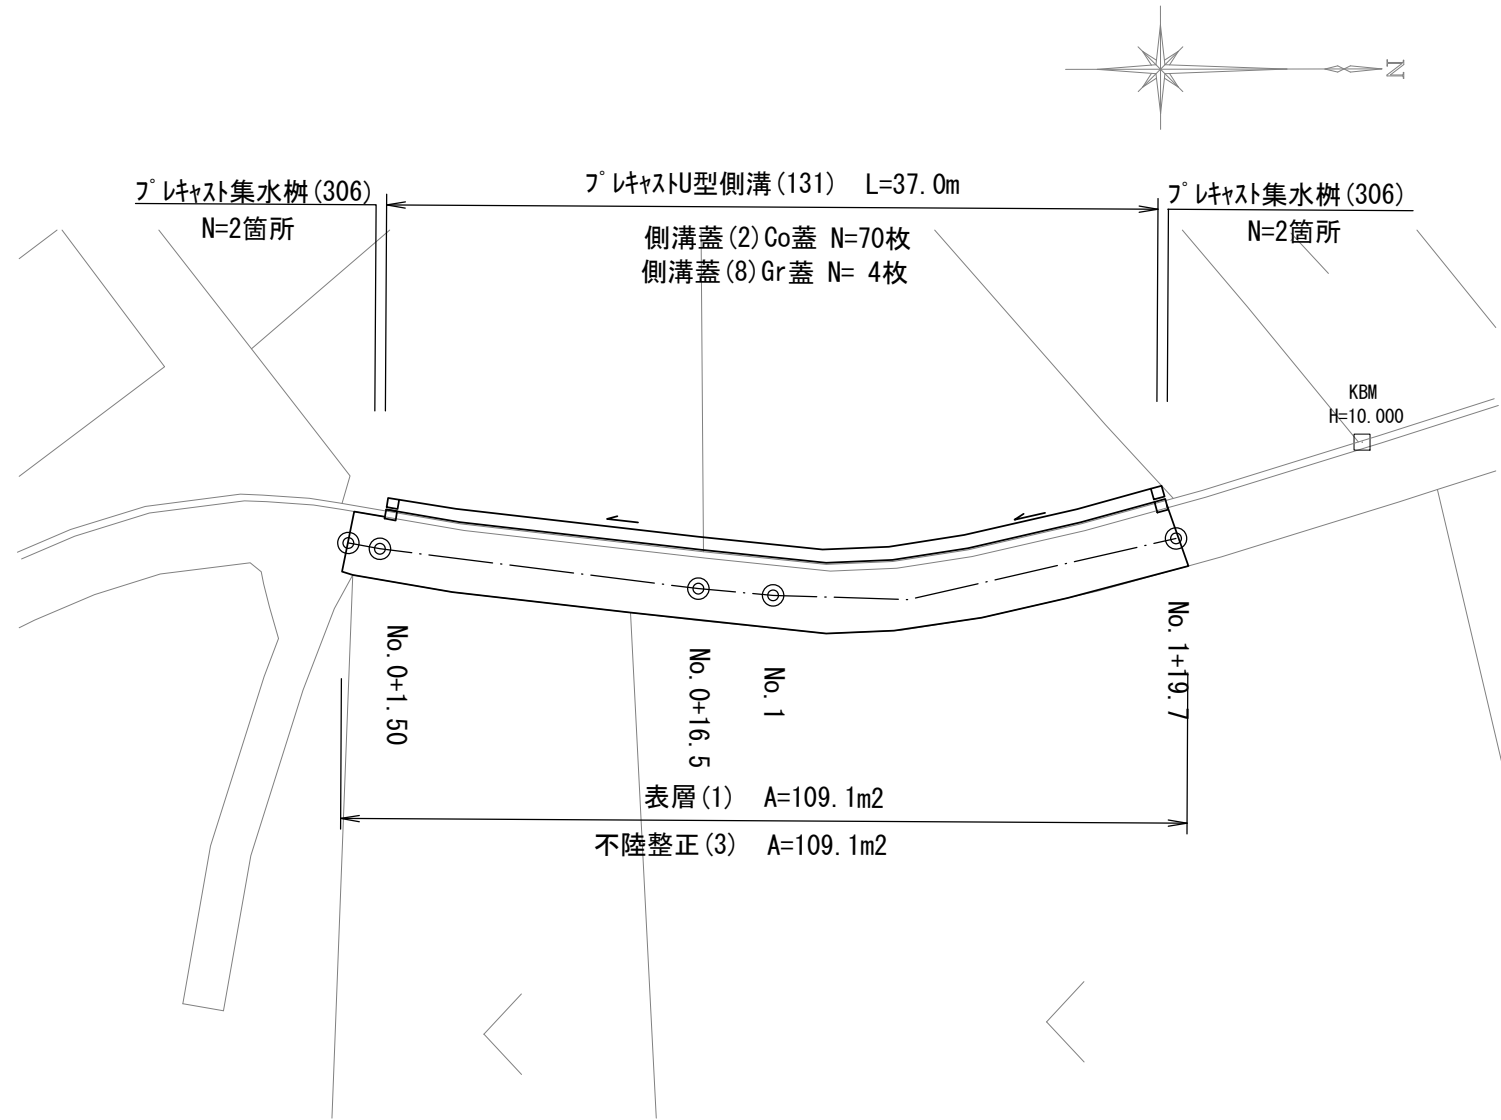 N
ﾌﾟﾚｷｬｽﾄ集水桝(306)
N=2箇所
ﾌﾟﾚｷｬｽﾄU型側溝(131) L=37.0m
側溝蓋(2)Co蓋 N=70枚
側溝蓋(8)Gr蓋 N= 4枚
ﾌﾟﾚｷｬｽﾄ集水桝(306)
N=2箇所
KBM
H=10.000
No.0+1.50
No.0+16.5
No.1
No.1+19.7
表層(1) A=109.1m2
不陸整正(3) A=109.1m2